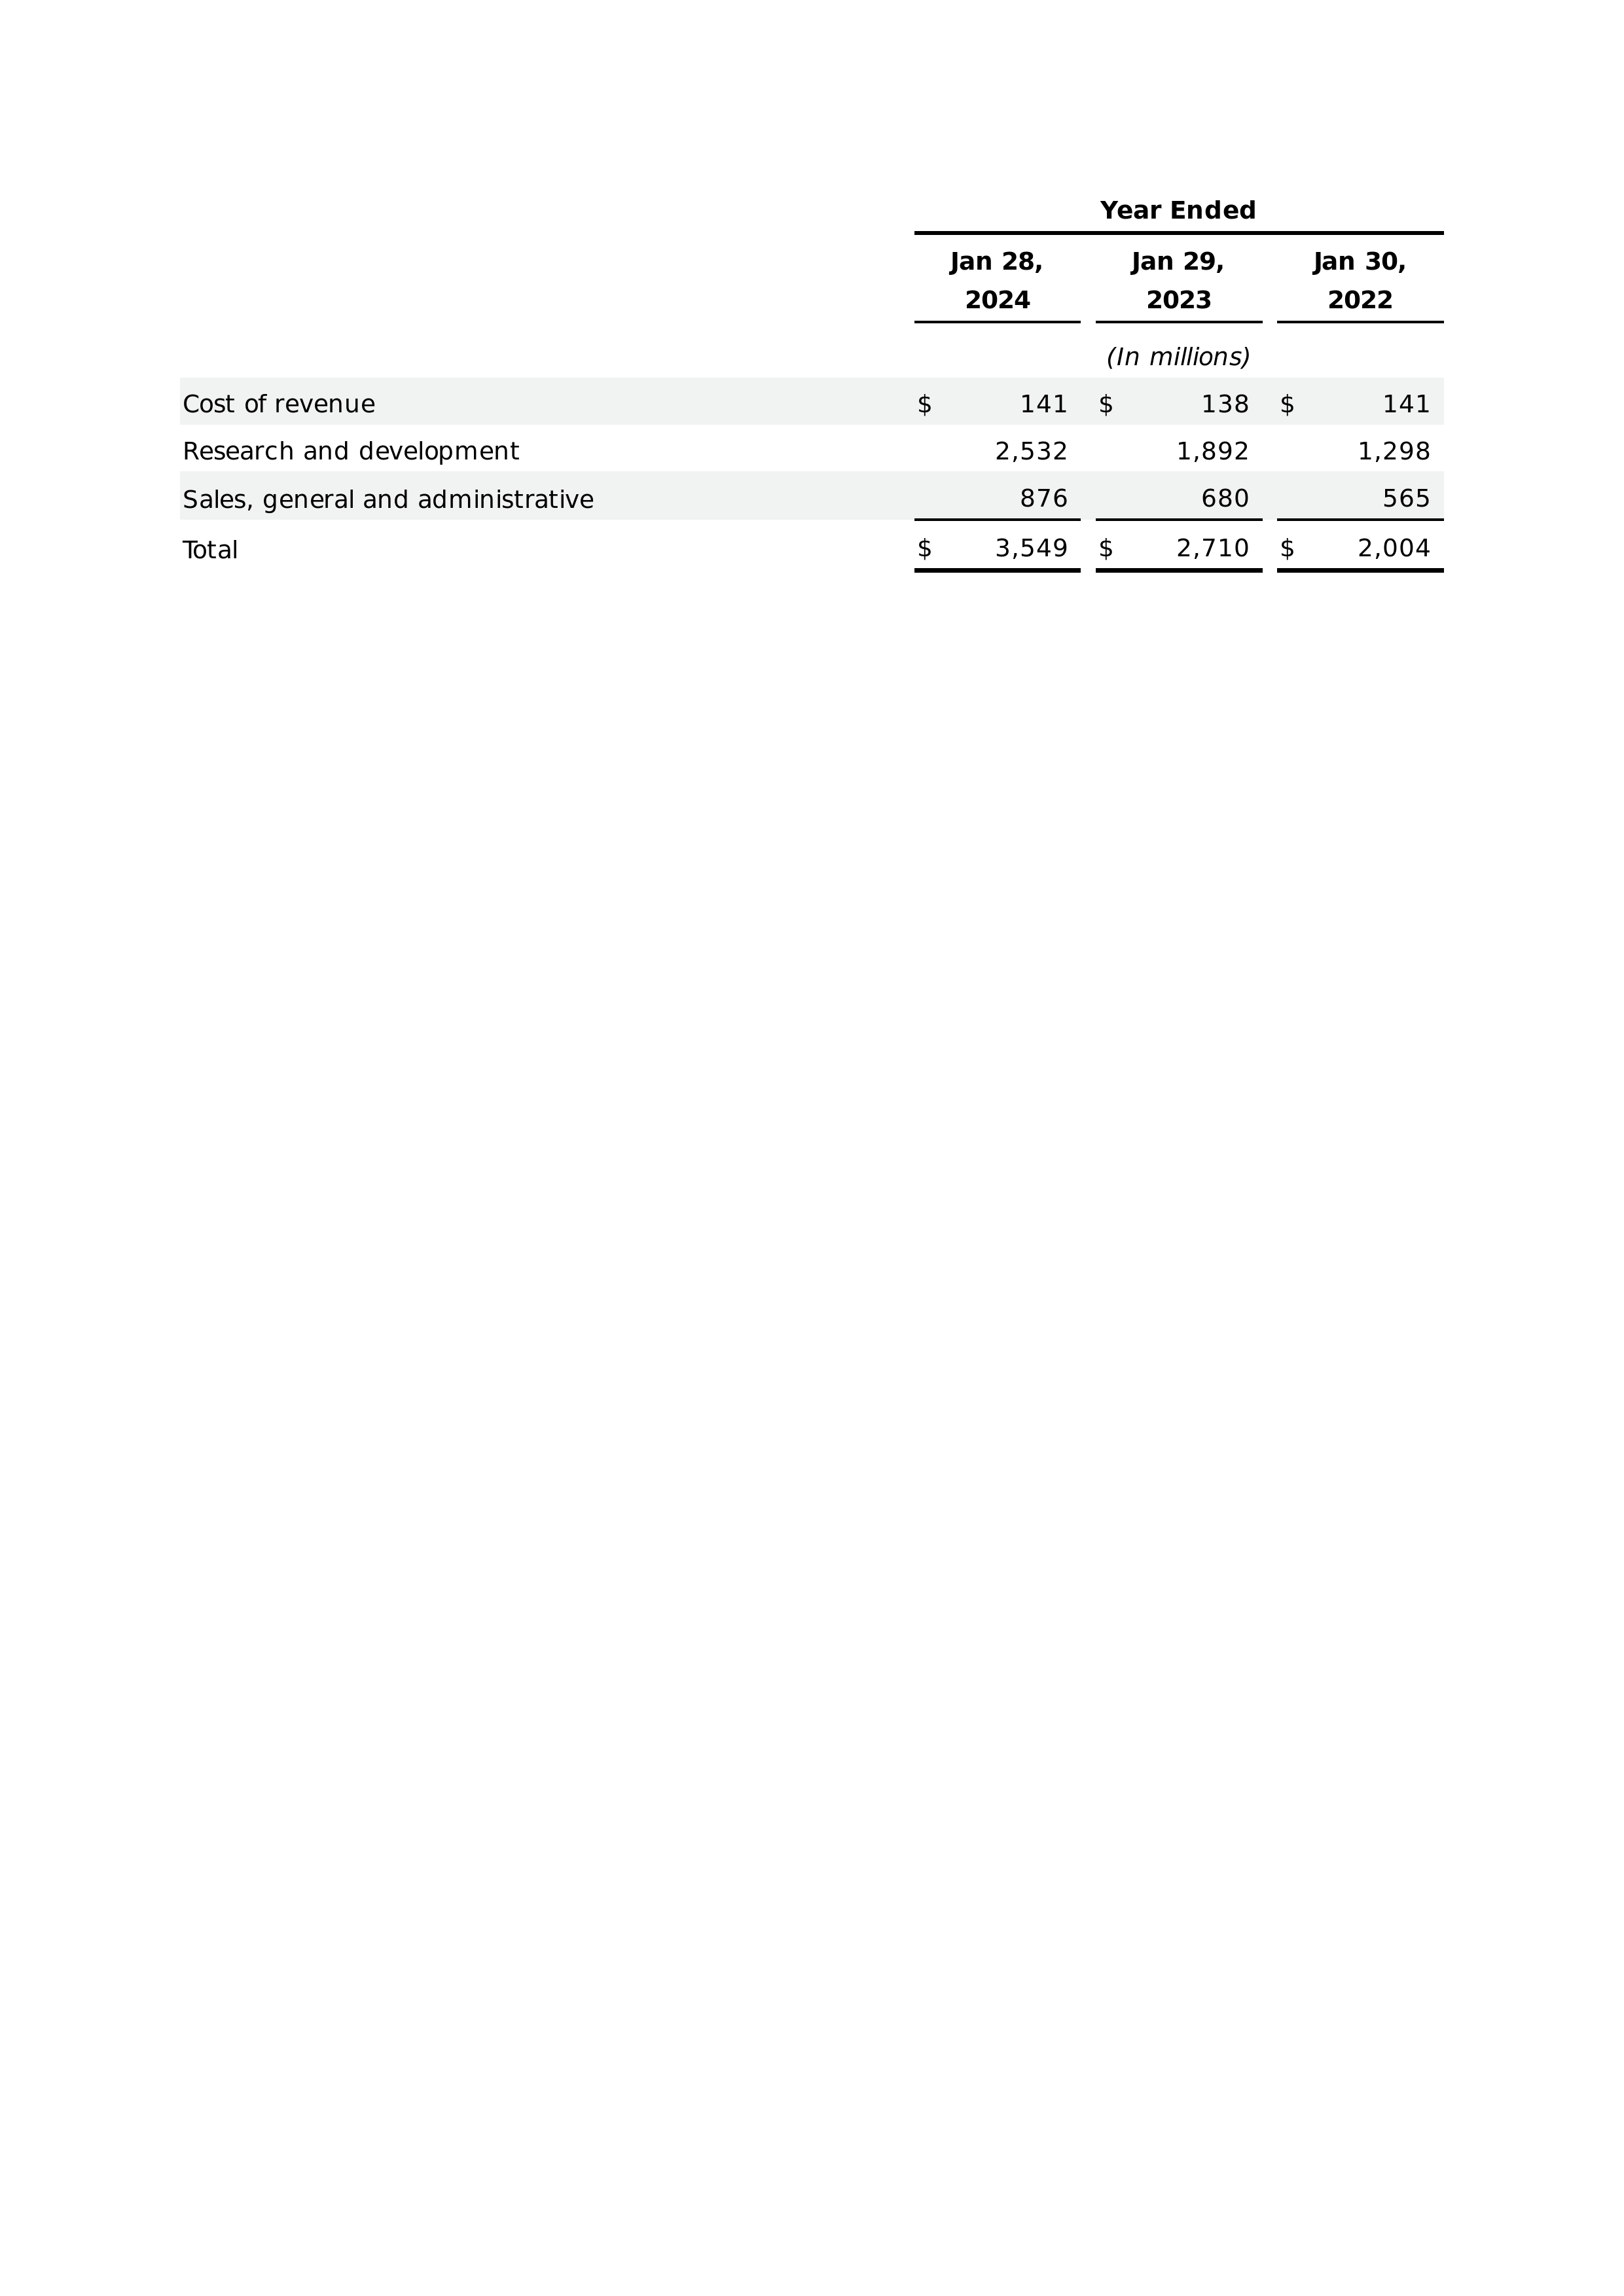 Year Ended
Jan 28, 2024 Jan 29, 2023 Jan 30, 2022
(In millions)
Cost of revenue $ 141 $ 138 $ 141
Research and development 2,532 1,892 1,298
Sales, general and administrative 876 680 565
Total $ 3,549 $ 2,710 $ 2,004